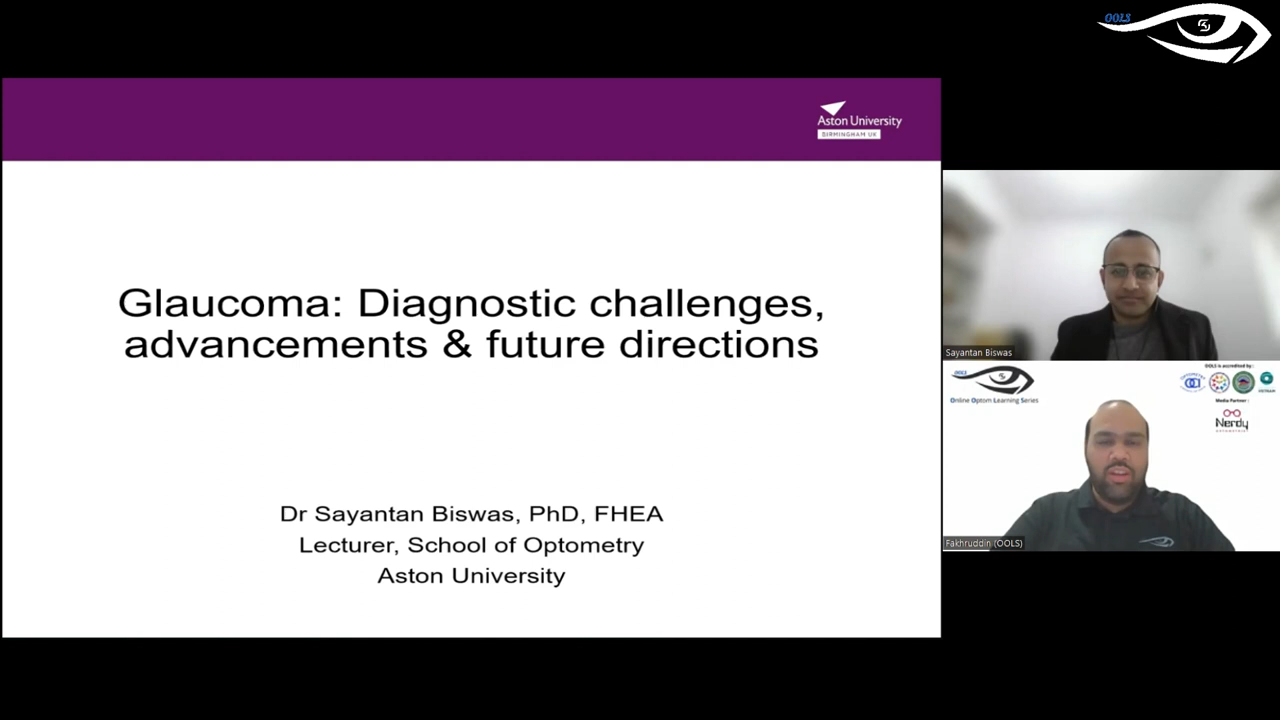 OOLS
Aston University
BIRMINGHAM UK
Glaucoma: Diagnostic challenges,
advancements & future directions
Dr Sayantan Biswas, PhD, FHEA
Lecturer, School of Optometry
Aston University
Sayantan Biswas
OOLS
Online Optom Learning Series
OOLS is accredited by :
Media Partner :
Nerdy
Fakhruddin (OOLS)